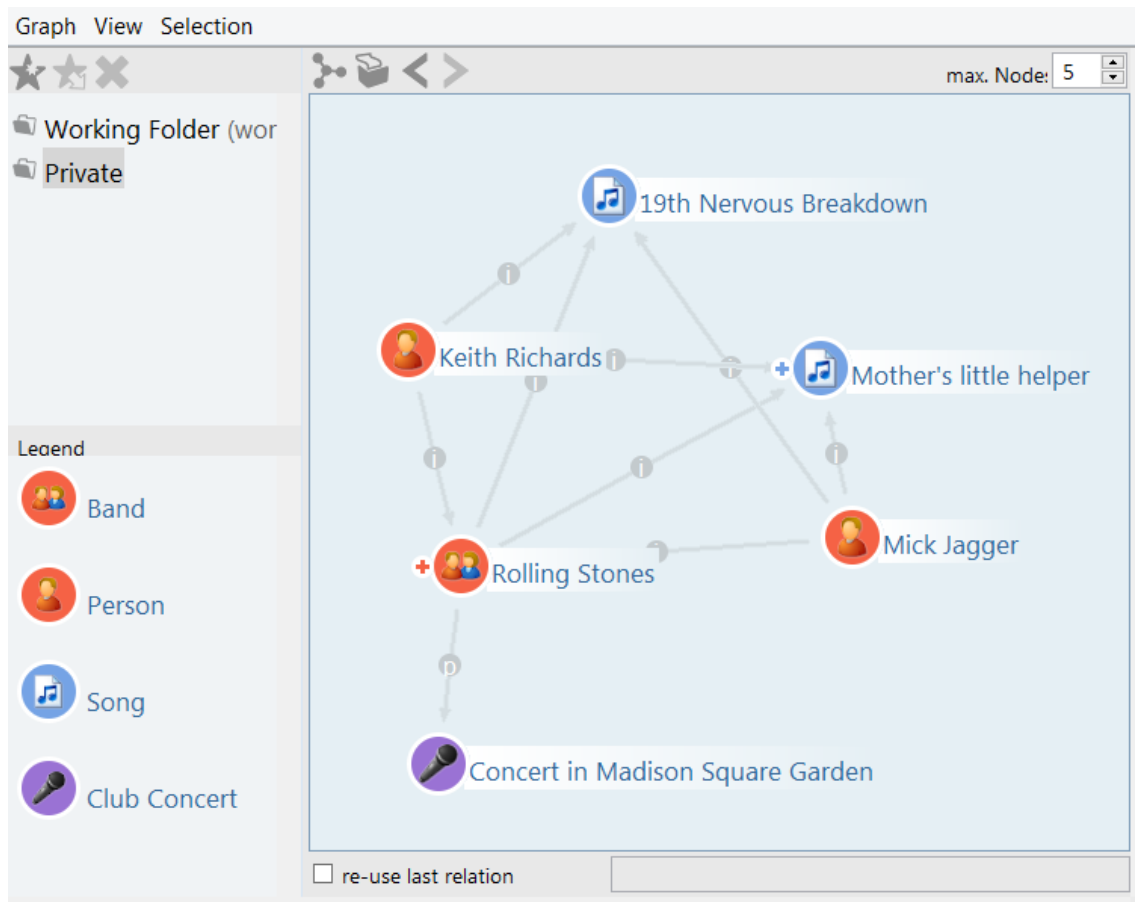 Graph View Selection
max. Nodes 5
Working Folder (wor
Private
19th Nervous Breakdown
i
Keith Richards
i
i
i
Mother's little helper
Legend
i
i
i
Band
Mick Jagger
i
Rolling Stones
Person
p
Song
Concert in Madison Square Garden
Club Concert
re-use last relation